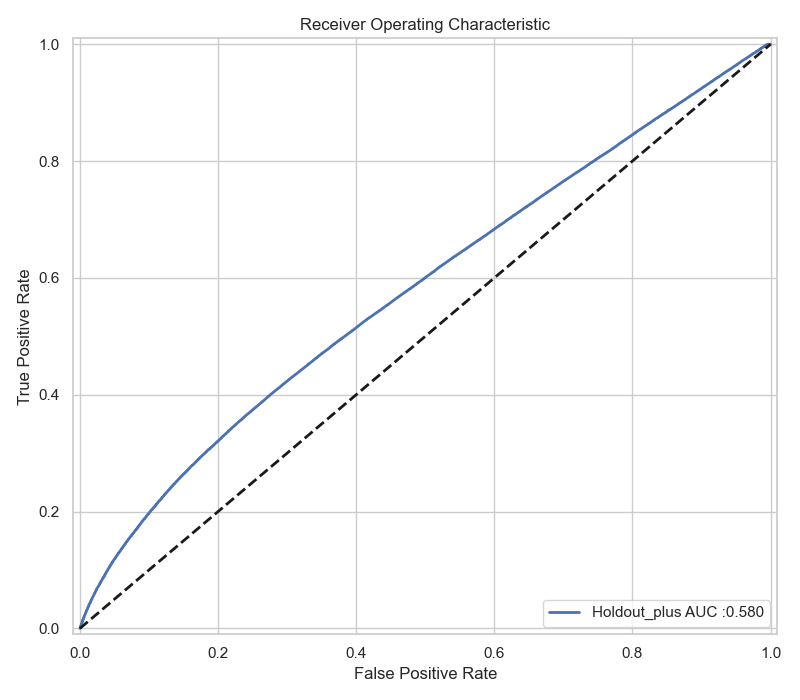 Receiver Operating Characteristic
True Positive Rate
1.0
0.8
0.6
0.4
0.2
0.0
Holdout_plus AUC :0.580
0.0 0.2 0.4 0.6 0.8 1.0
False Positive Rate